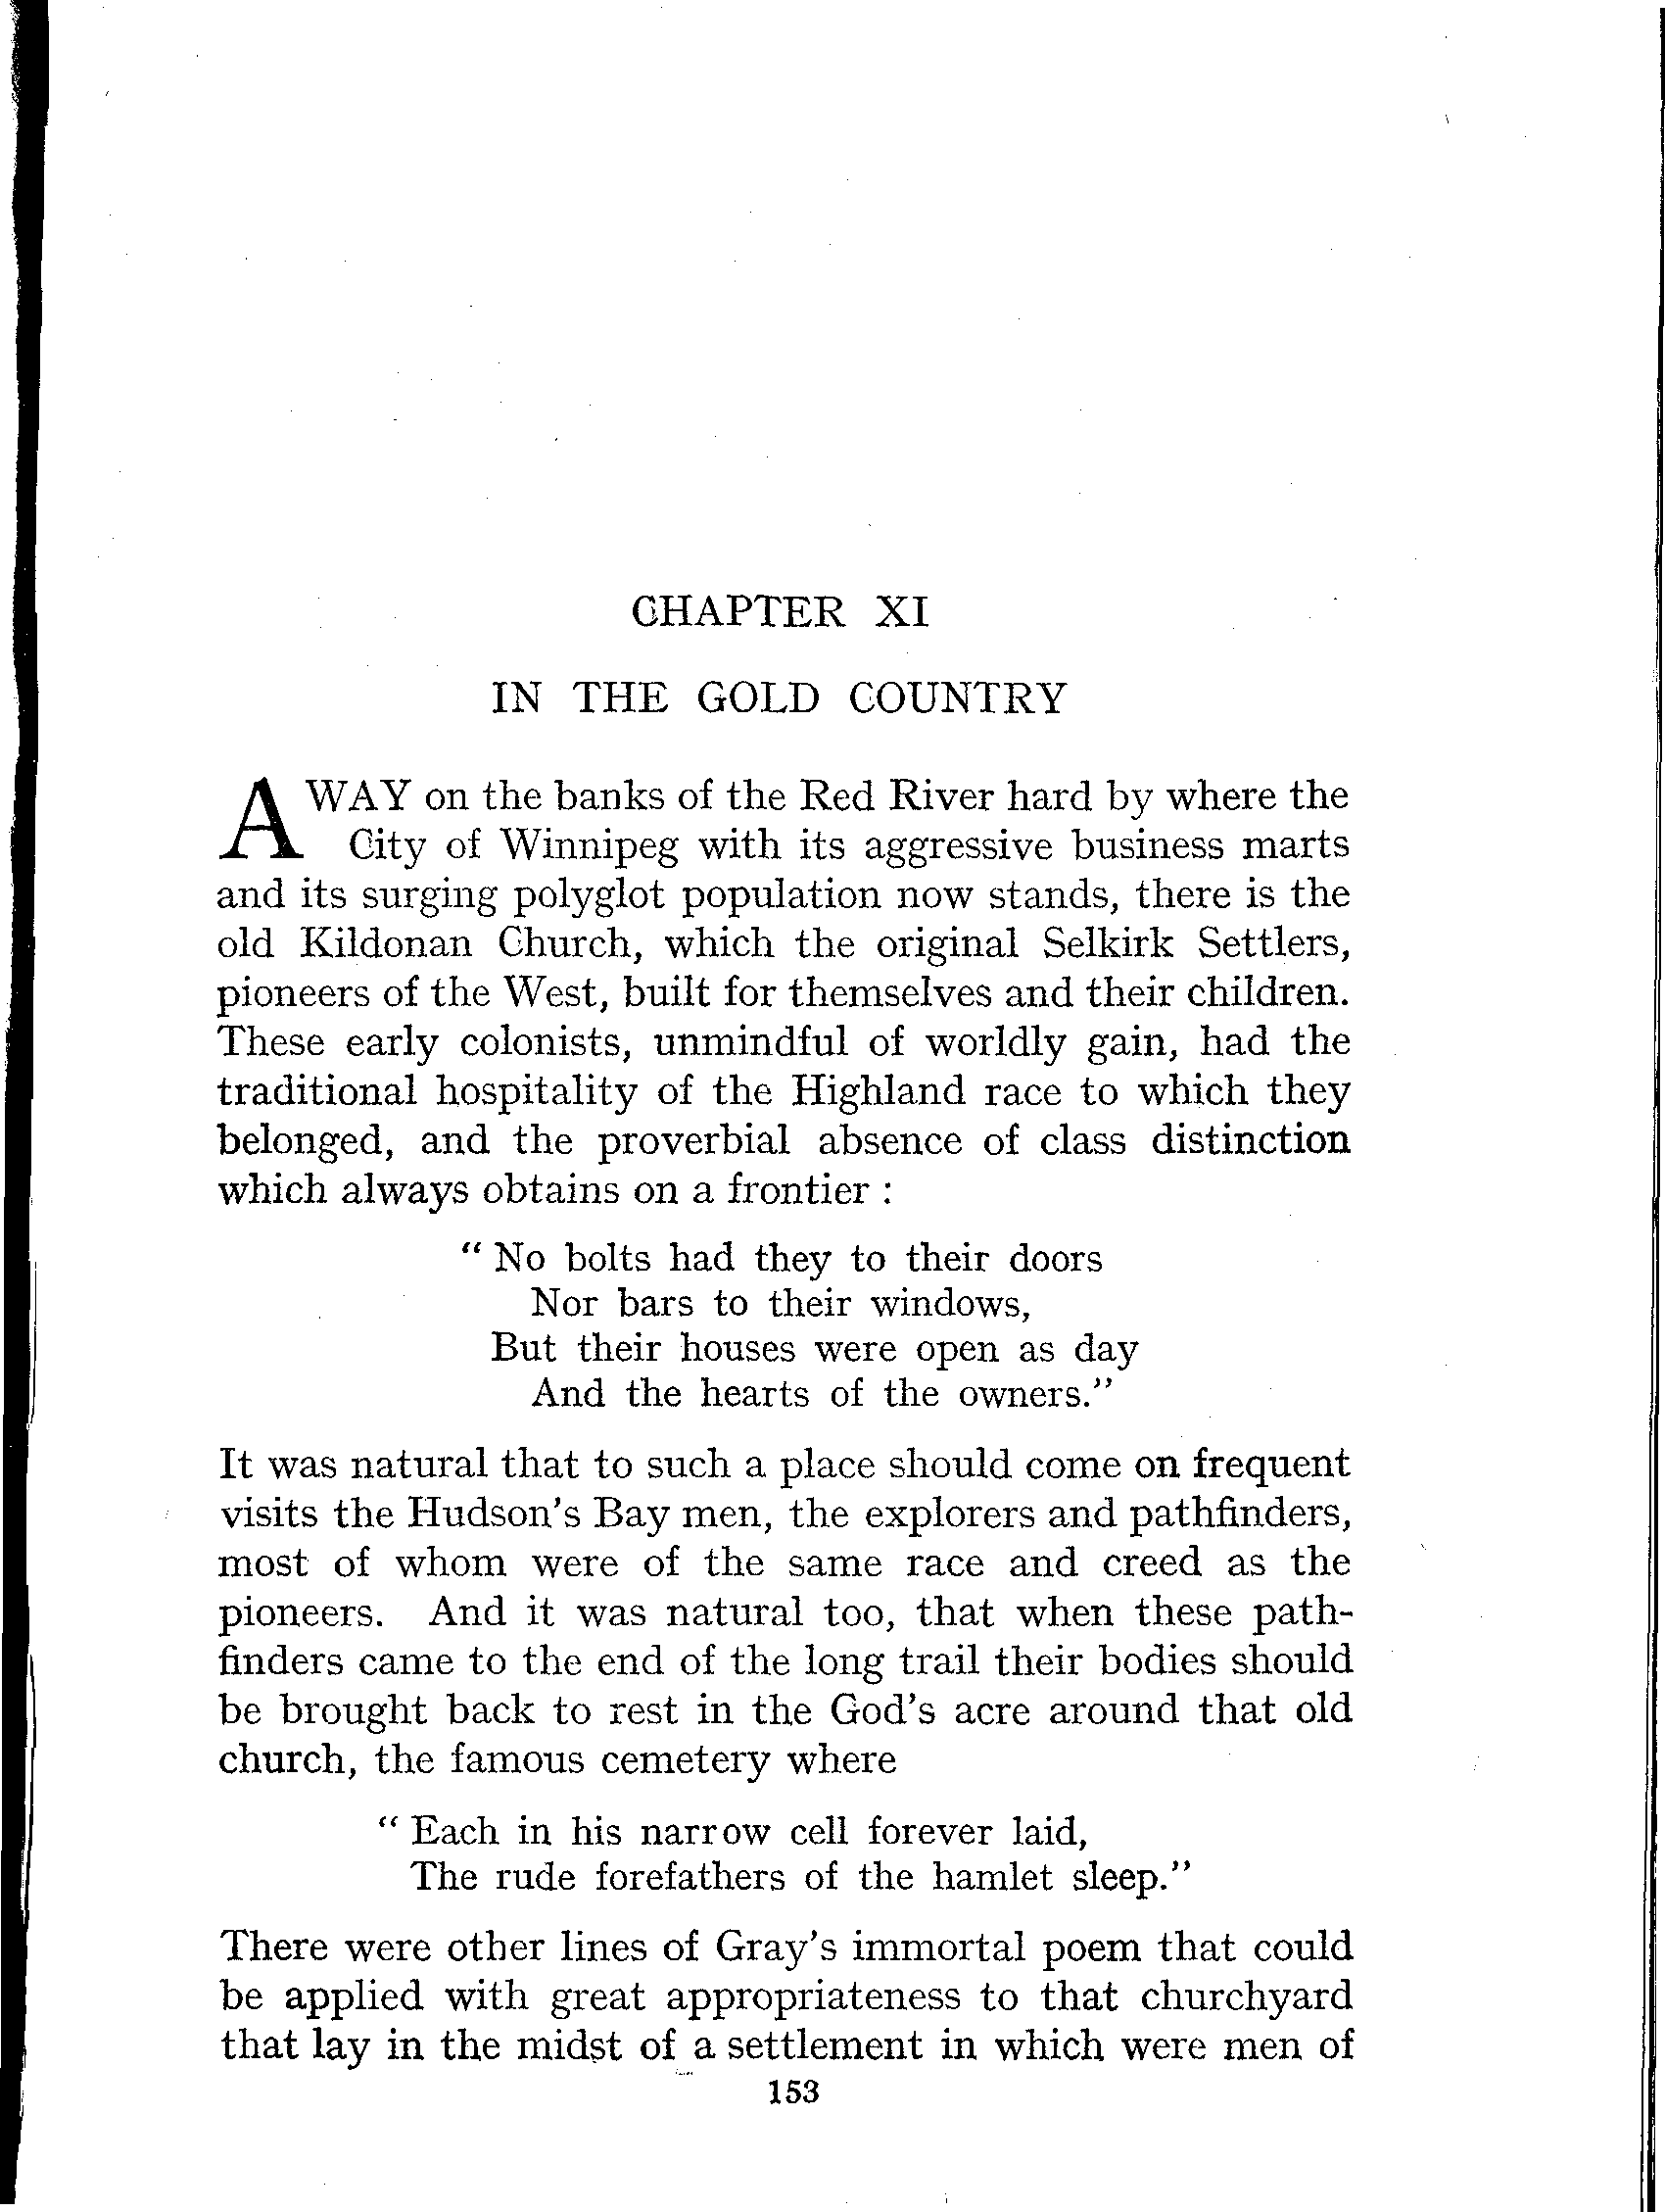 CHAPTER XI
IN THE GOLD COUNTRY
AWAY on the banks of the Red River hard by where the
City of Winnipeg with its aggressive business marts
and its surging polyglot population now stands, there is the
old Kildonan Church, which the original Selkirk Settlers,
pioneers of the West, built for themselves and their children.
These early colonists, unmindful of worldly gain, had the
traditional hospitality of the Highland race to which they
belonged, and the proverbial absence of class distinction
which always obtains on a frontier :
“ No bolts had they to their doors
Nor bars to their windows,
But their houses were open as day
And the hearts of the owners.”
It was natural that to such a place should come on frequent
visits the Hudson's Bay men, the explorers and pathfinders,
most of whom were of the same race and creed as the
pioneers. And it was natural too, that when these path-
finders came to the end of the long trail their bodies should
be brought back to rest in the God's acre around that old
church, the famous cemetery where
“ Each in his narrow cell forever laid,
The rude forefathers of the hamlet sleep.”
There were other lines of Gray's immortal poem that could
be applied with great appropriateness to that churchyard
that lay in the midst of a settlement in which were men of
153